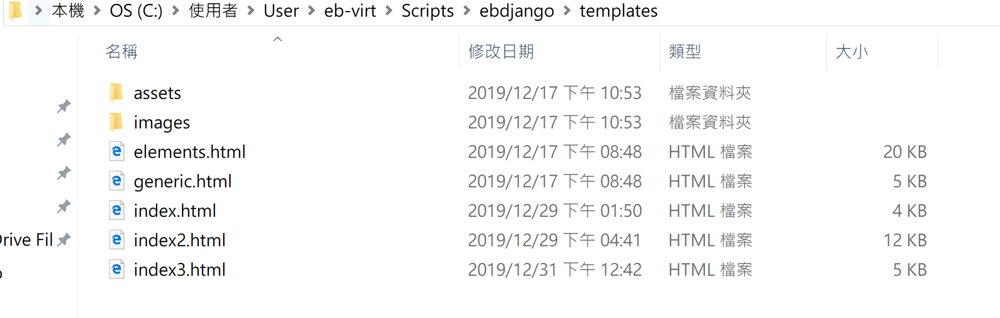 本機 OS (C:) 使用者 User eb-virt Scripts ebdjango templates
名稱 修改日期 類型 大小
assets 2019/12/17 下午 10:53 檔案資料夾
images 2019/12/17 下午 10:53 檔案資料夾
elements.html 2019/12/17 下午 08:48 HTML 檔案 20 KB
generic.html 2019/12/17 下午 08:48 HTML 檔案 5 KB
index.html 2019/12/29 下午 01:50 HTML 檔案 4 KB
Drive Fil index2.html 2019/12/29 下午 04:41 HTML 檔案 12 KB
index3.html 2019/12/31 下午 12:42 HTML 檔案 5 KB